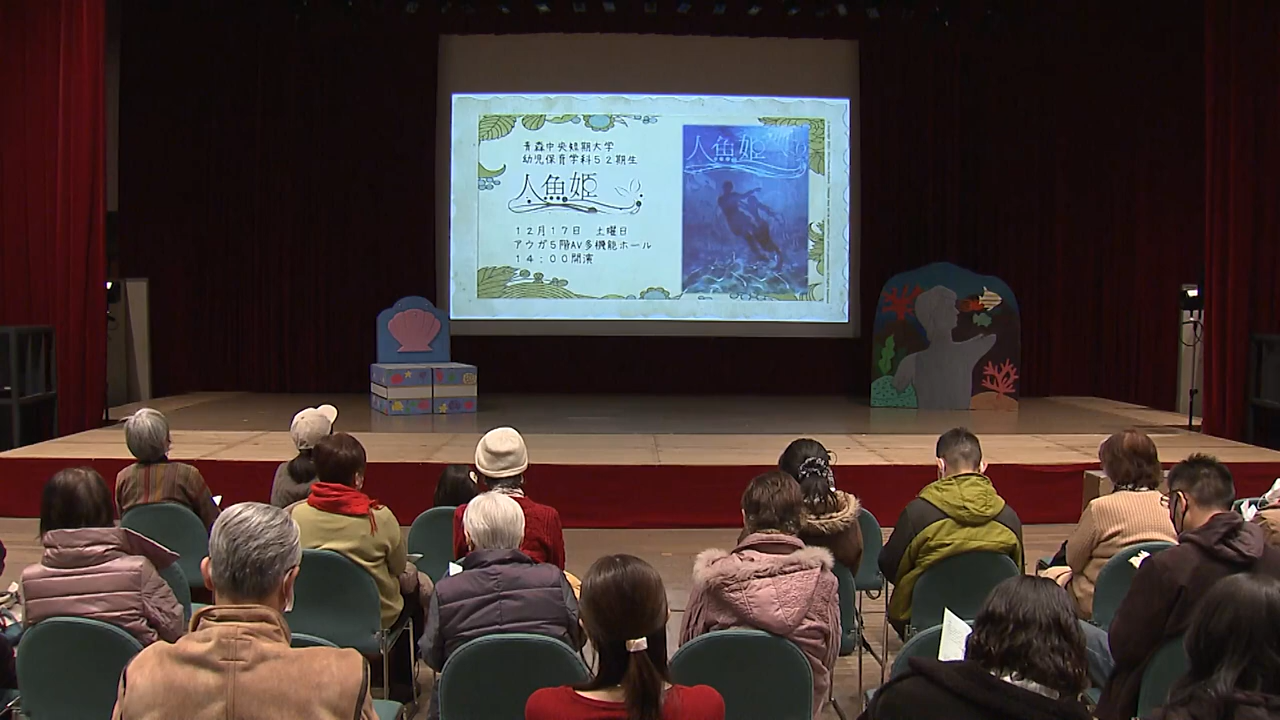 青森中央短期大学
幼児保育学科５２期生
人魚姫
１２月１７日　土曜日
アウガ５階AV多機能ホール
１４：００開演
人魚姫